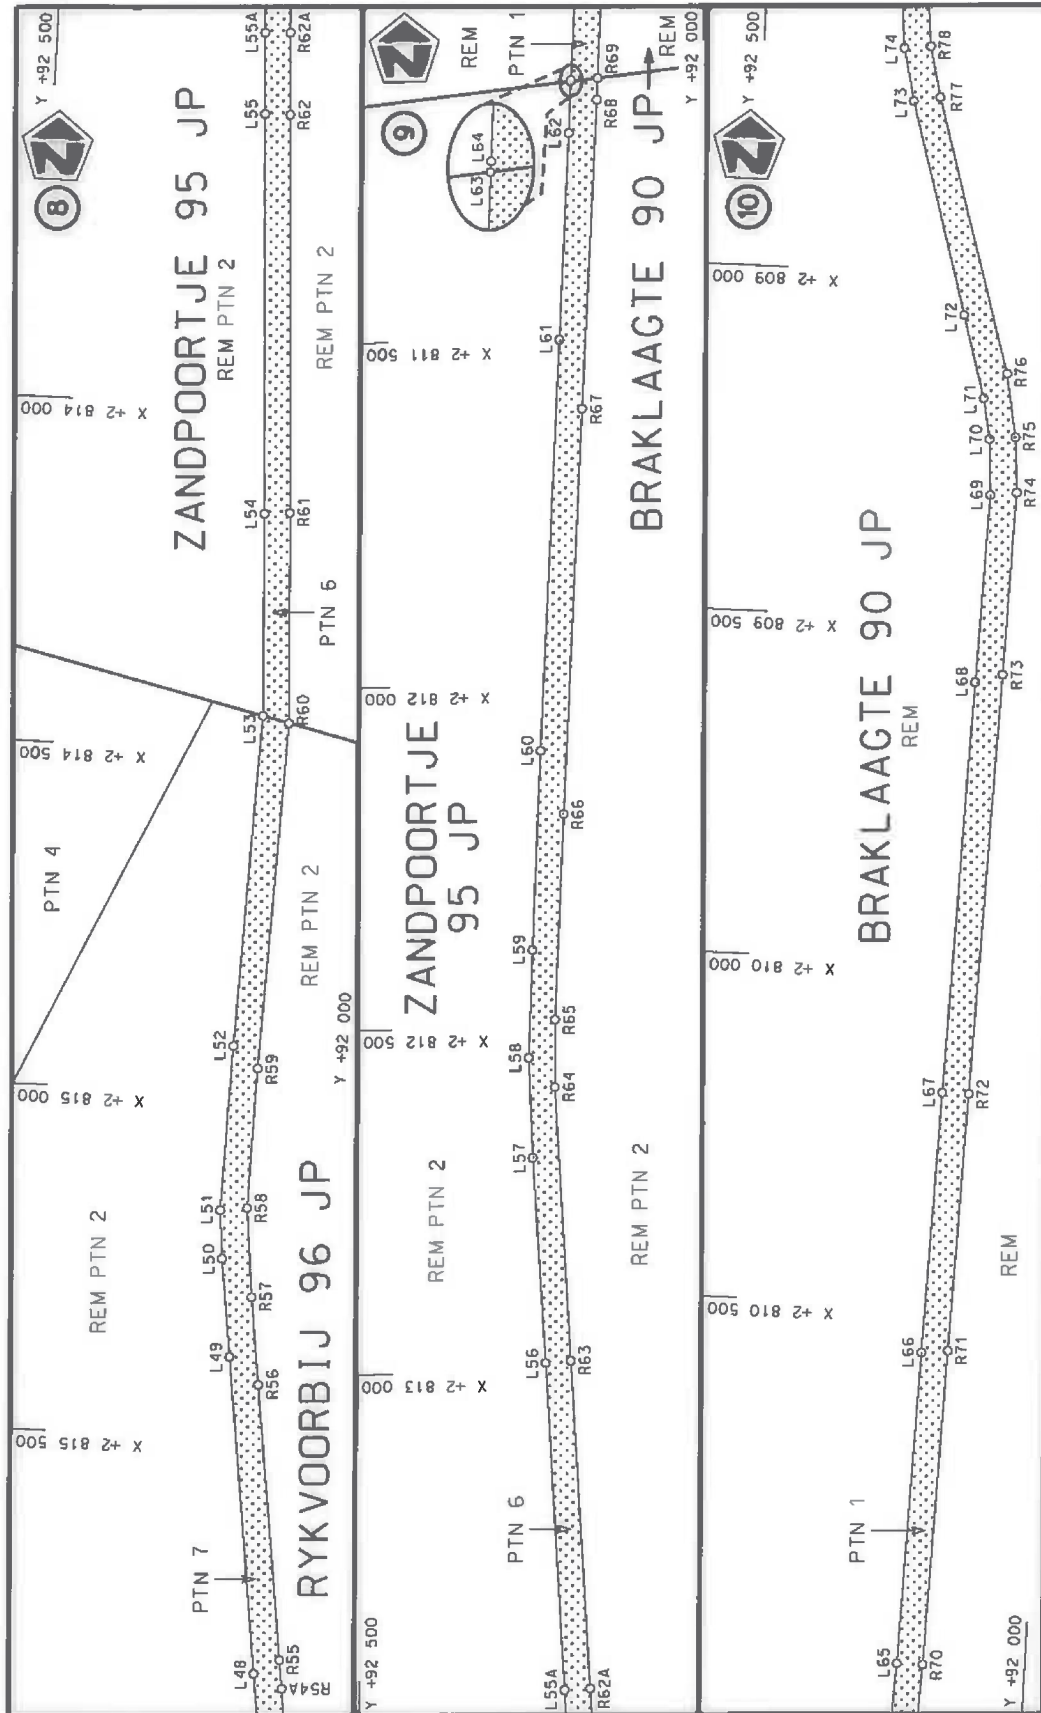 8
Y +92 500
ZANDPOORTJE 95 JP
REM PTN 2
REM PTN 2
PTN 6
PTN 4
REM PTN 2
REM PTN 2
PTN 7
RYKVOORBIJ 96 JP
X +2 814 000
X +2 814 500
X +2 815 000
X +2 815 500
Y +92 000
L48
L49
L50
L51
L52
L53
L54
L55
L55A
R54A
R55
R56
R57
R58
R59
R60
R61
R62
R62A
9
Y +92 500
ZANDPOORTJE
95 JP
BRAKLAAGTE 90 JP
REM
PTN 1
REM
REM PTN 2
REM PTN 2
PTN 6
X +2 811 500
X +2 812 000
X +2 812 500
X +2 813 000
Y +92 000
L55A
L56
L57
L58
L59
L60
L61
L62
L63
L64
R62A
R63
R64
R65
R66
R67
R68
R69
10
Y +92 500
BRAKLAAGTE 90 JP
REM
REM
PTN 1
X +2 809 000
X +2 809 500
X +2 810 000
X +2 810 500
Y +92 000
L65
L66
L67
L68
L69
L70
L71
L72
L73
L74
R70
R71
R72
R73
R74
R75
R76
R77
R78